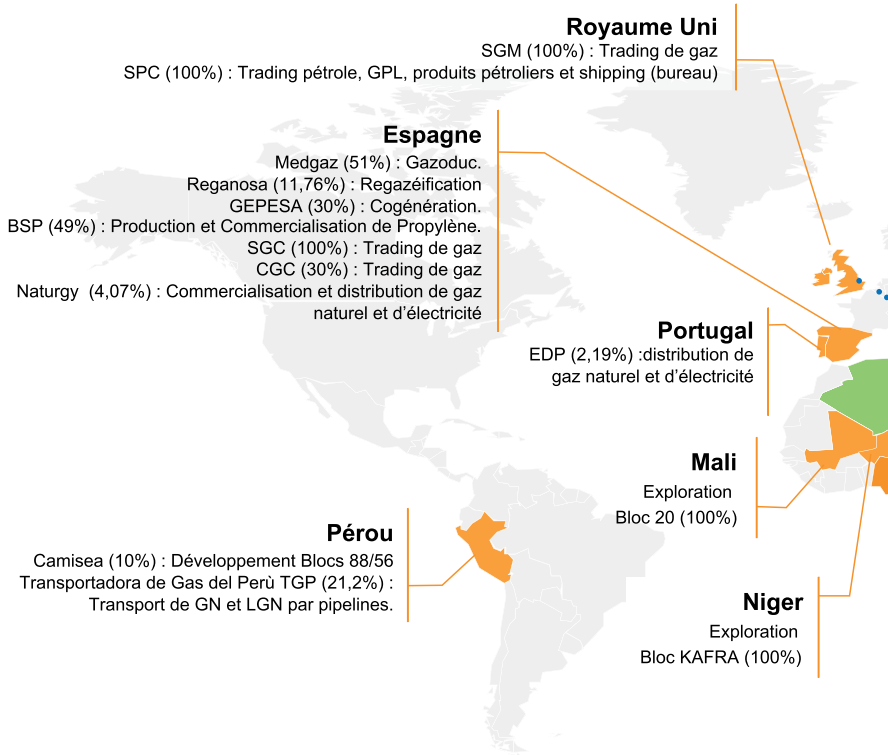 Royaume Uni
SGM (100%) : Trading de gaz
SPC (100%) : Trading pétrole, GPL, produits pétroliers et shipping (bureau)
Espagne
Medgaz (51%) : Gazoduc.
Reganosa (11,76%) : Regazéification
GEPESA (30%) : Cogénération.
BSP (49%) : Production et Commercialisation de Propylène.
SGC (100%) : Trading de gaz
CGC (30%) : Trading de gaz
Naturgy (4,07%) : Commercialisation et distribution de gaz
naturel et d’électricité
Portugal
EDP (2,19%) :distribution de
gaz naturel et d’électricité
Mali
Exploration
Bloc 20 (100%)
Pérou
Camisea (10%) : Développement Blocs 88/56
Transportadora de Gas del Perù TGP (21,2%) :
Transport de GN et LGN par pipelines.
Niger
Exploration
Bloc KAFRA (100%)